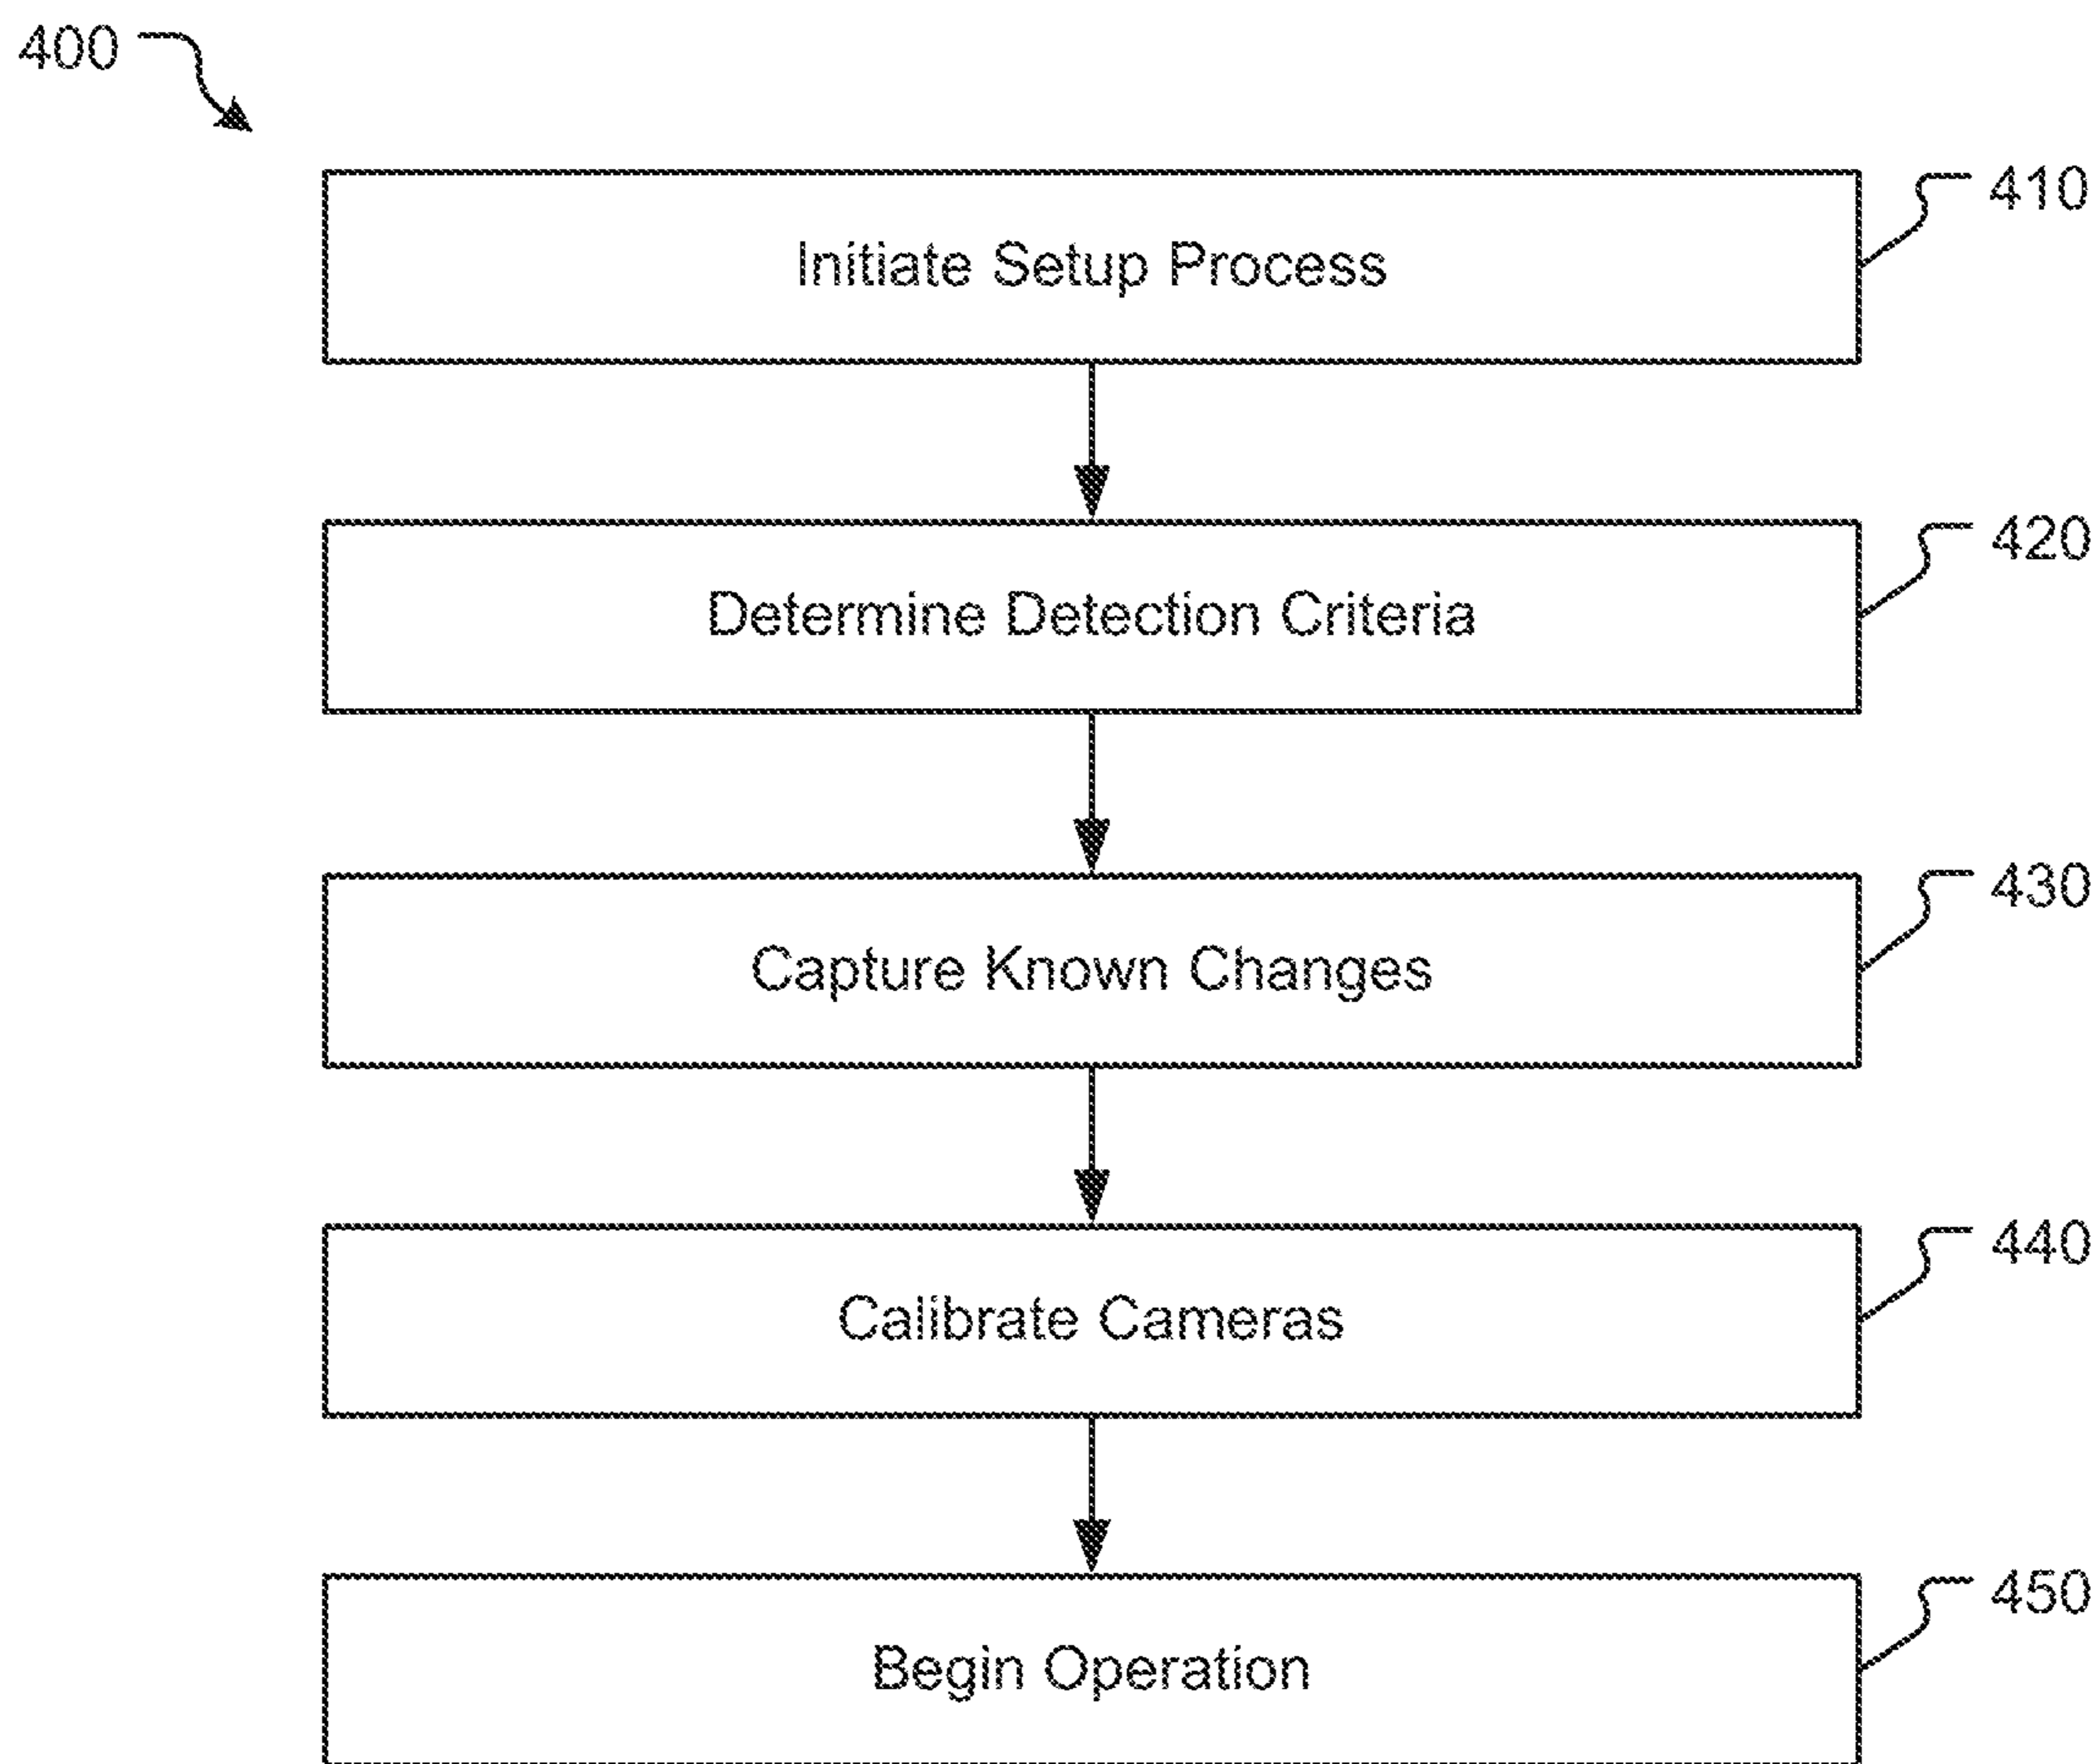 400
410
Initiate Setup Process
420
Determine Detection Criteria
430
Capture Known Changes
440
Calibrate Cameras
450
Begin Operation